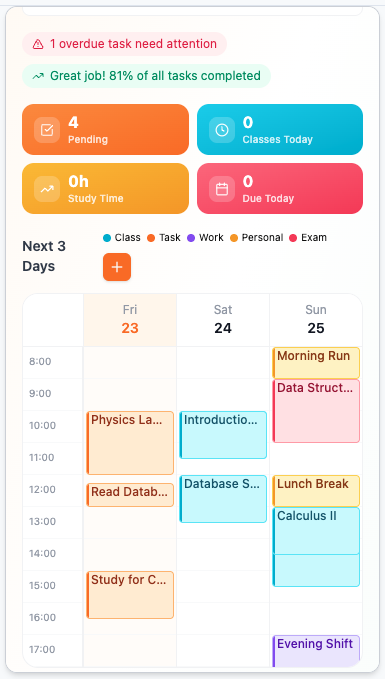 1 overdue task need attention
Great job! 81% of all tasks completed
4
Pending
0
Classes Today
0h
Study Time
0
Due Today
Next 3 Days
Class Task Work Personal Exam
Fri 23
Sat 24
Sun 25
8:00
Morning Run
9:00
Data Struct...
10:00
Physics La...
Introductio...
11:00
12:00
Read Datab...
Database S...
Lunch Break
13:00
Calculus II
14:00
15:00
Study for C...
16:00
17:00
Evening Shift